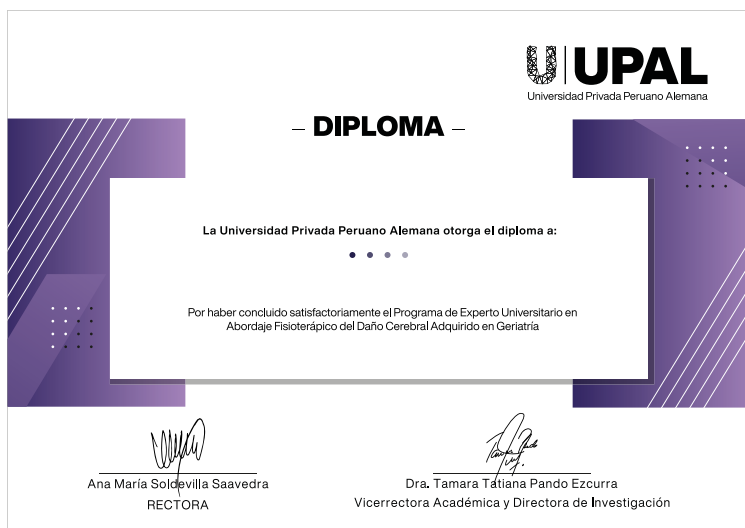 UPAL
Universidad Privada Peruano Alemana
– DIPLOMA –
La Universidad Privada Peruano Alemana otorga el diploma a:
Por haber concluido satisfactoriamente el Programa de Experto Universitario en
Abordaje Fisioterápico del Daño Cerebral Adquirido en Geriatría
Ana María Soldevilla Saavedra
RECTORA
Dra. Tamara Tatiana Pando Ezcurra
Vicerrectora Académica y Directora de Investigación